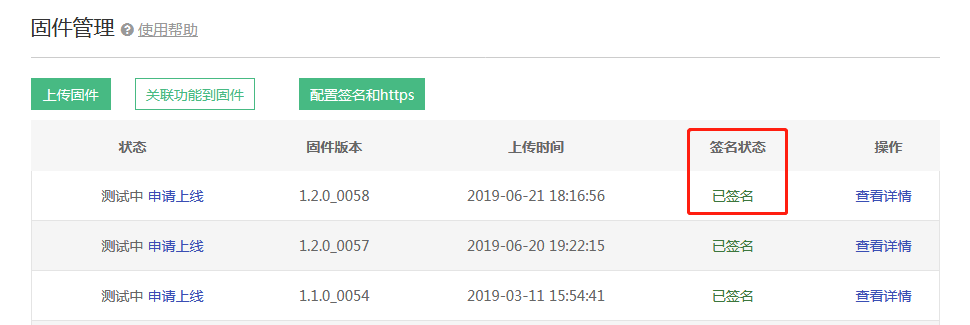 固件管理 ? 使用帮助
上传固件 关联功能到固件 配置签名和https
状态 固件版本 上传时间 签名状态 操作
测试中 申请上线 1.2.0_0058 2019-06-21 18:16:56 已签名 查看详情
测试中 申请上线 1.2.0_0057 2019-06-20 19:22:15 已签名 查看详情
测试中 申请上线 1.1.0_0054 2019-03-11 15:54:41 已签名 查看详情